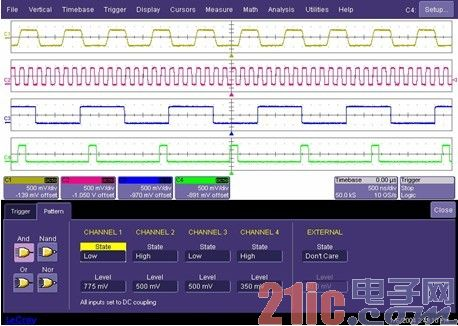 File Vertical Timebase Trigger Display Cursors Measure Math Analysis Utilities Help C4: Setup...
C1
C2
C3
C4
C1
500 mV/div
-139 mV offset
C2
500 mV/div
-1.050 V offset
C3
500 mV/div
-970 mV offset
C4
500 mV/div
-891 mV offset
Timebase 0.00 µs
500 ns/div
50.0 kS 10 GS/s
Trigger
Stop
Logic
Trigger Pattern Close
And Nand
Or Nor
CHANNEL 1
State
Low
Level
775 mV
CHANNEL 2
State
High
Level
500 mV
CHANNEL 3
State
Low
Level
500 mV
CHANNEL 4
State
High
Level
350 mV
EXTERNAL
State
Don't Care
Level
All inputs set to DC coupling
LeCroy
21ic.com 电子网